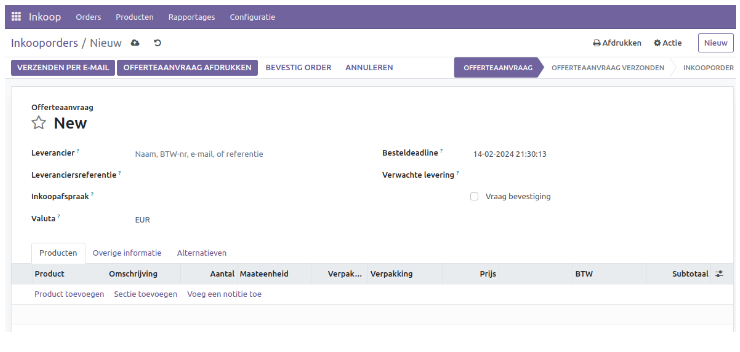 Inkoop Orders Producten Rapportages Configuratie
Inkooporders / Nieuw Afdrukken Actie Nieuw
VERZENDEN PER E-MAIL OFFERTEAANVRAAG AFDRUKKEN BEVESTIG ORDER ANNULEREN OFFERTEAANVRAAG OFFERTEAANVRAAG VERZONDEN INKOOPORDER
Offerteaanvraag
New
Leverancier ? Naam, BTW-nr, e-mail, of referentie Besteldeadline ? 14-02-2024 21:30:13
Leveranciersreferentie ? Verwachte levering ?
Inkoopafspraak ? Vraag bevestiging
Valuta ? EUR
Producten Overige informatie Alternatieven
Product Omschrijving Aantal Maateenheid Verpak... Verpakking Prijs BTW Subtotaal
Product toevoegen Sectie toevoegen Voeg een notitie toe